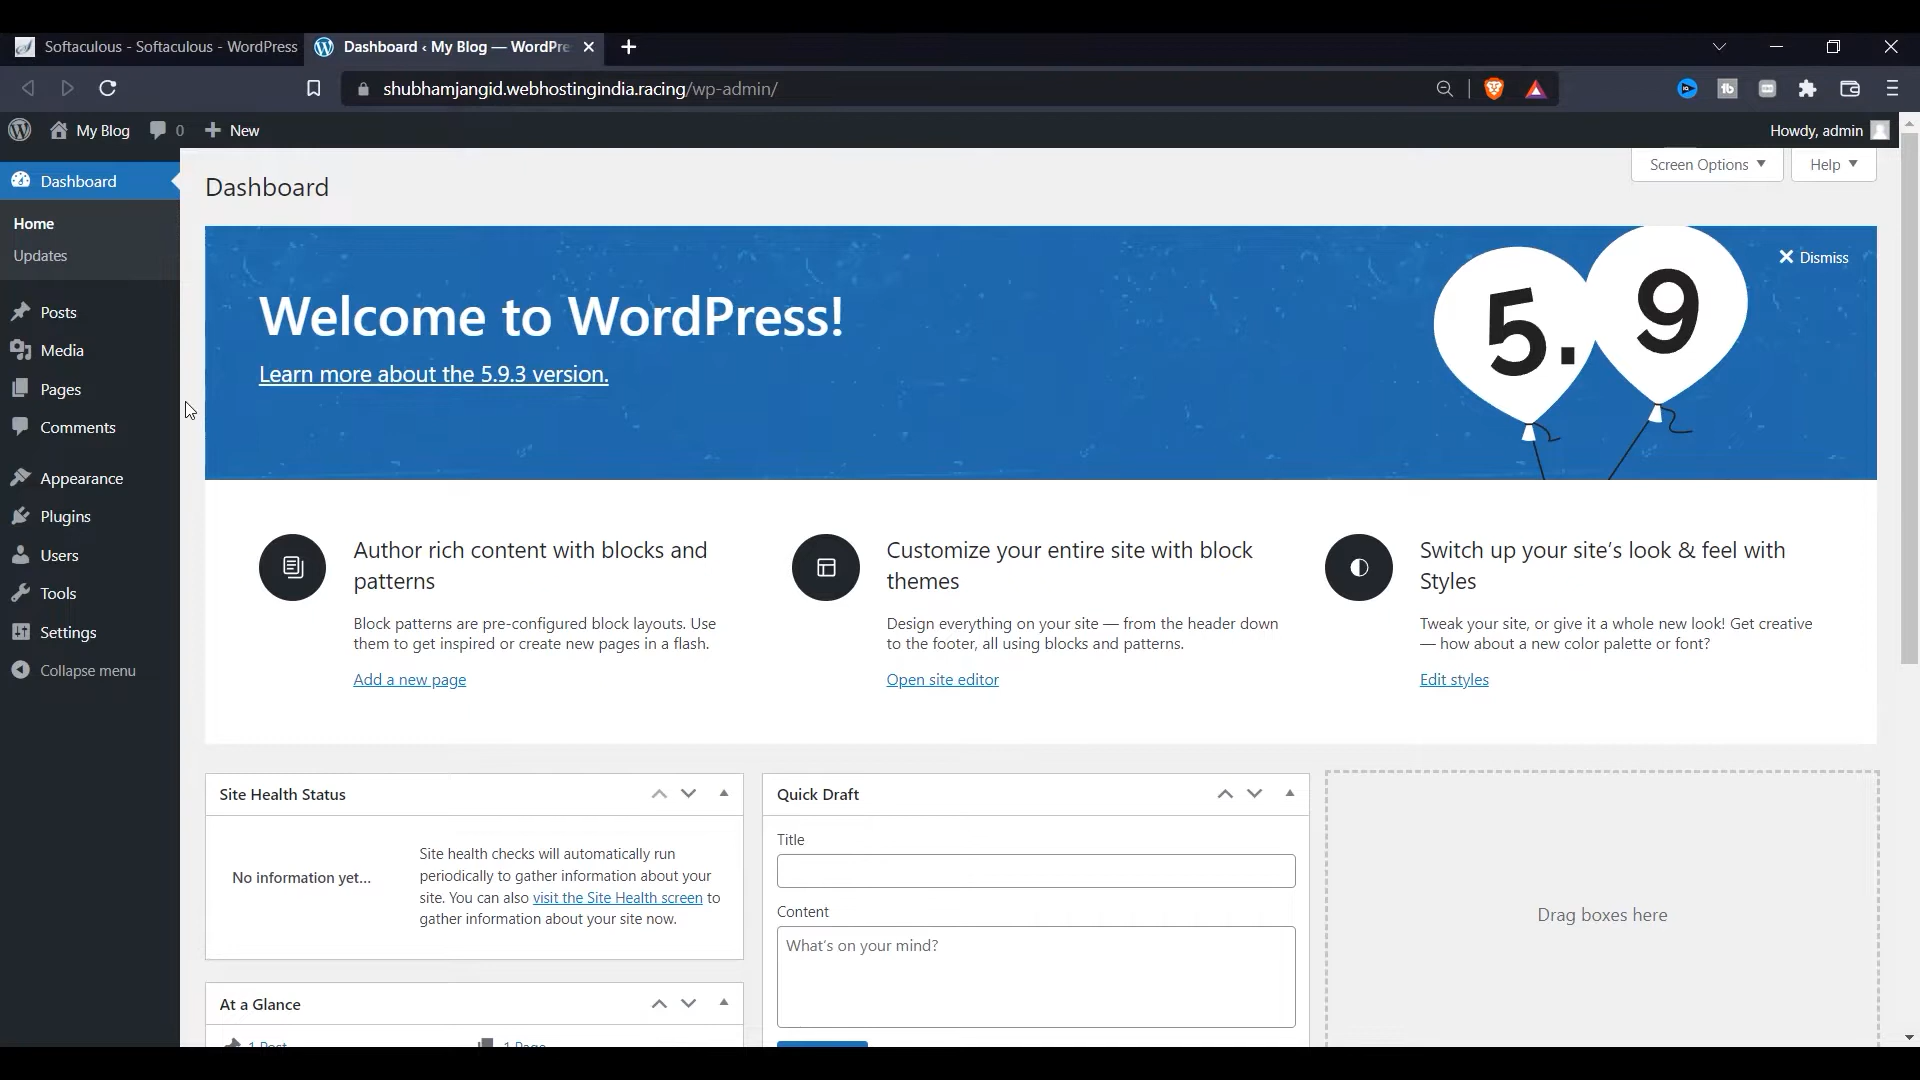 Softaculous - Softaculous - WordPress
Dashboard ‹ My Blog — WordPre
shubhamjangid.webhostingindia.racing/wp-admin/
My Blog
0
New
Howdy, admin
Dashboard
Home
Updates
Posts
Media
Pages
Comments
Appearance
Plugins
Users
Tools
Settings
Collapse menu
Screen Options
Help
Dashboard
Dismiss
Welcome to WordPress!
Learn more about the 5.9.3 version.
5.9
Author rich content with blocks and
patterns
Block patterns are pre-configured block layouts. Use
them to get inspired or create new pages in a flash.
Add a new page
Customize your entire site with block
themes
Design everything on your site — from the header down
to the footer, all using blocks and patterns.
Open site editor
Switch up your site’s look & feel with
Styles
Tweak your site, or give it a whole new look! Get creative
— how about a new color palette or font?
Edit styles
Site Health Status
No information yet...
Site health checks will automatically run
periodically to gather information about your
site. You can also visit the Site Health screen to
gather information about your site now.
At a Glance
1 Post
1 Page
Quick Draft
Title
Content
What’s on your mind?
Drag boxes here